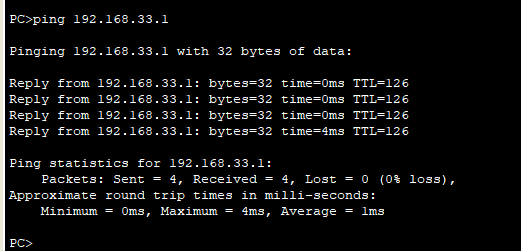 PC>ping 192.168.33.1
Pinging 192.168.33.1 with 32 bytes of data:
Reply from 192.168.33.1: bytes=32 time=0ms TTL=126
Reply from 192.168.33.1: bytes=32 time=0ms TTL=126
Reply from 192.168.33.1: bytes=32 time=0ms TTL=126
Reply from 192.168.33.1: bytes=32 time=4ms TTL=126
Ping statistics for 192.168.33.1:
Packets: Sent = 4, Received = 4, Lost = 0 (0% loss),
Approximate round trip times in milli-seconds:
Minimum = 0ms, Maximum = 4ms, Average = 1ms
PC>